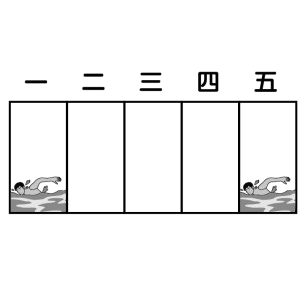 一 二 三 四 五